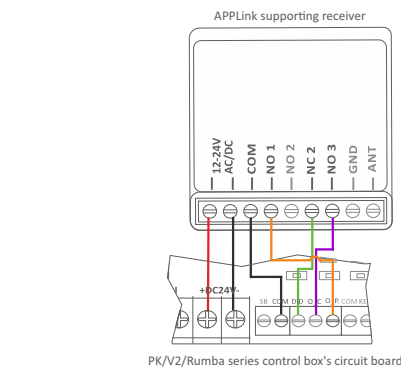 APPLink supporting receiver
12-24V
AC/DC
COM
NO 1
NO 2
NC 2
NO 3
GND
ANT
+DC24V-
SB COM D/D O/C O.P. COM KE
PK/V2/Rumba series control box's circuit board